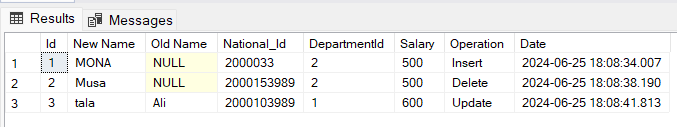 Results Messages
Id New Name Old Name National_Id DepartmentId Salary Operation Date
1 1 MONA NULL 2000033 2 500 Insert 2024-06-25 18:08:34.007
2 2 Musa NULL 2000153989 2 500 Delete 2024-06-25 18:08:38.190
3 3 tala Ali 2000103989 1 600 Update 2024-06-25 18:08:41.813